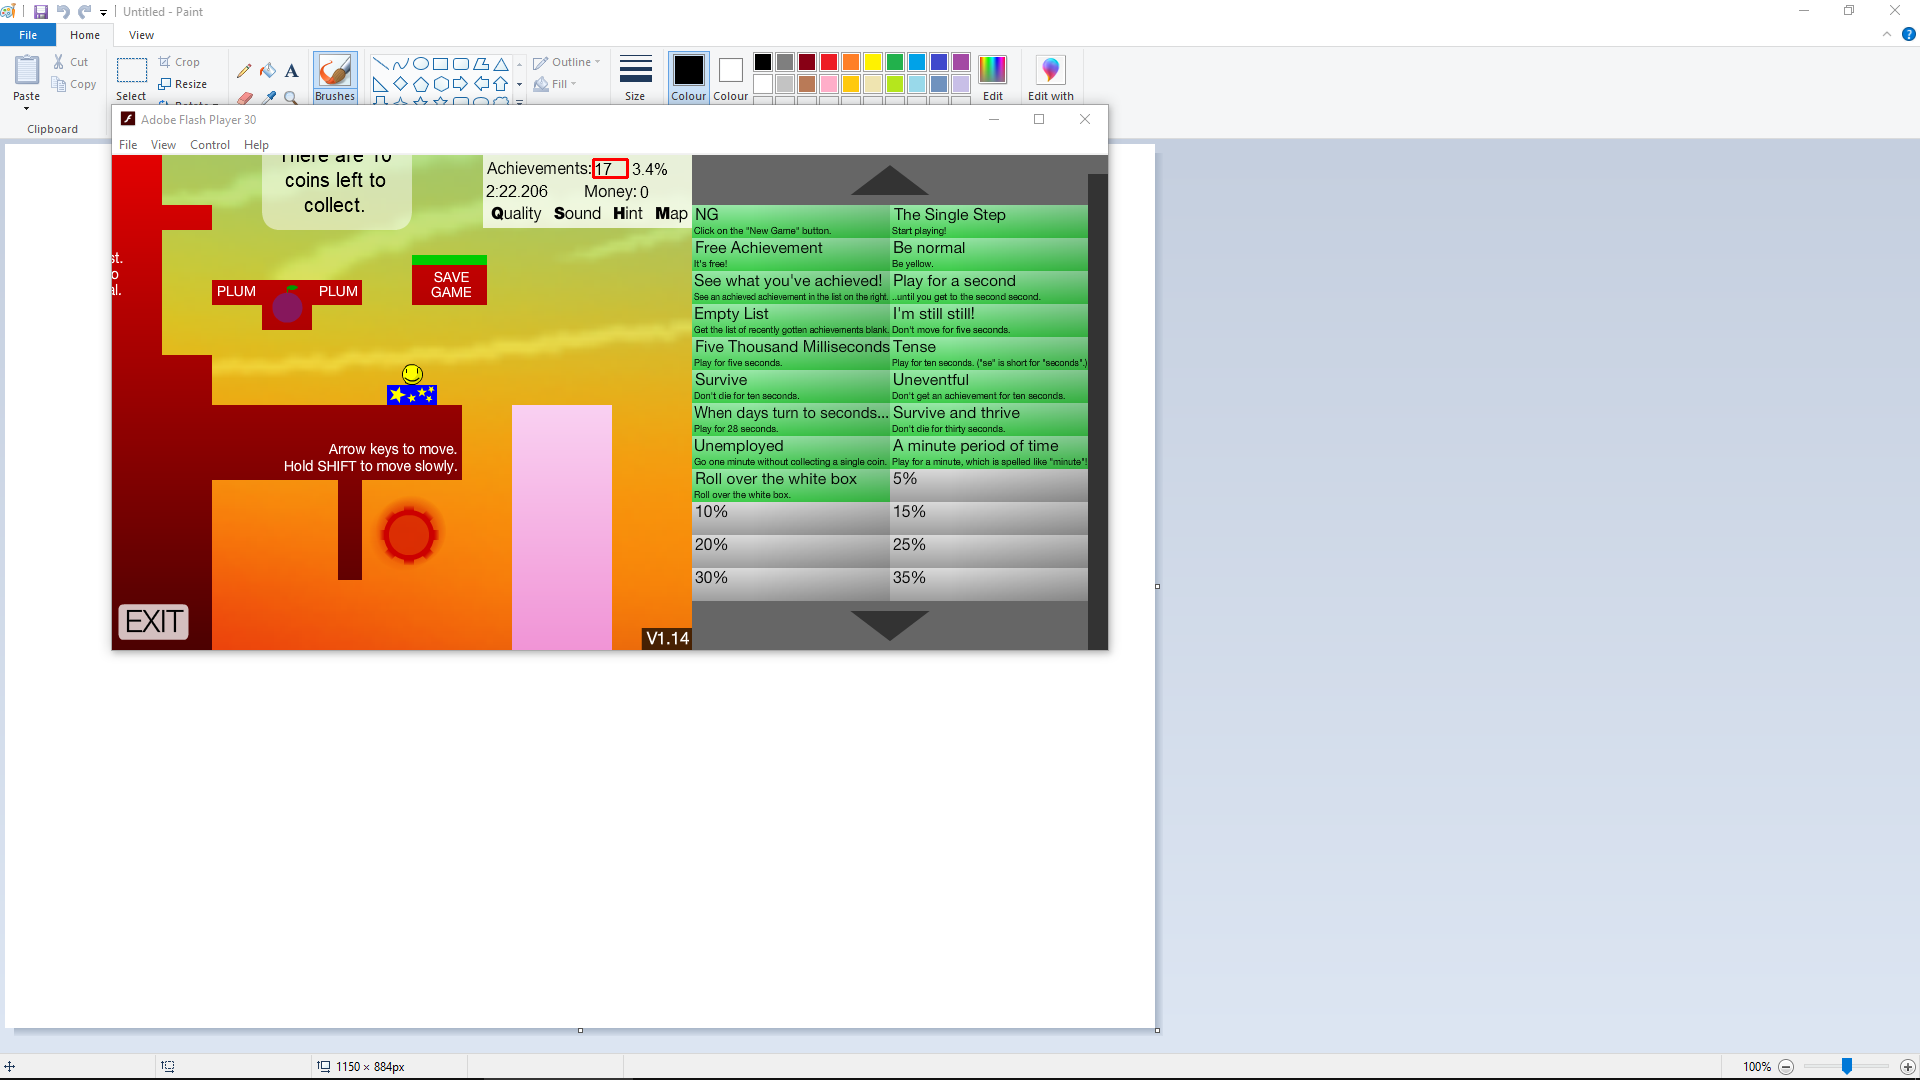 Untitled - Paint
File
Home
View
Cut
Copy
Paste
Clipboard
Crop
Resize
Select
Brushes
Outline
Fill
Size
Colour
Colour
Edit
Edit with
Adobe Flash Player 30
File
View
Control
Help
There are 10
coins left to
collect.
Achievements: 17 3.4%
2:22.206 Money: 0
Quality Sound Hint Map
st.
o
al.
PLUM
PLUM
SAVE
GAME
Arrow keys to move.
Hold SHIFT to move slowly.
EXIT
V1.14
NG
Click on the "New Game" button.
The Single Step
Start playing!
Free Achievement
It's free!
Be normal
Be yellow.
See what you've achieved!
See an achieved achievement in the list on the right.
Play for a second
...until you get to the second second.
Empty List
Get the list of recently gotten achievements blank.
I'm still still!
Don't move for five seconds.
Five Thousand Milliseconds
Play for five seconds.
Tense
Play for ten seconds. ("se" is short for "seconds".)
Survive
Don't die for ten seconds.
Uneventful
Don't get an achievement for ten seconds.
When days turn to seconds...
Play for 28 seconds.
Survive and thrive
Don't die for thirty seconds.
Unemployed
Go one minute without collecting a single coin.
A minute period of time
Play for a minute, which is spelled like "minute"!
Roll over the white box
Roll over the white box.
5%
10%
15%
20%
25%
30%
35%
1150 × 884px
100%